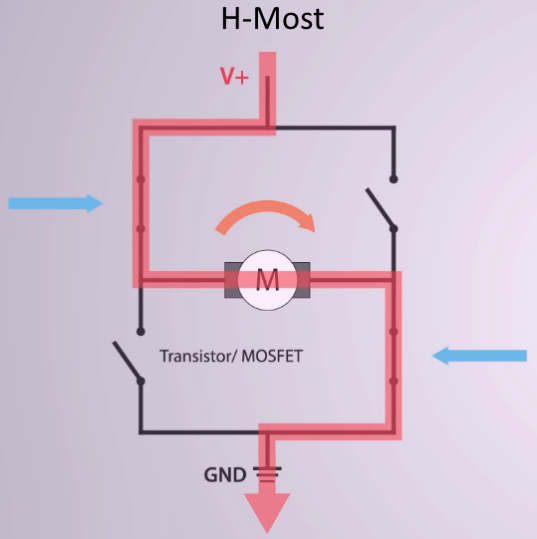 H-Most
V+
M
Transistor/ MOSFET
GND